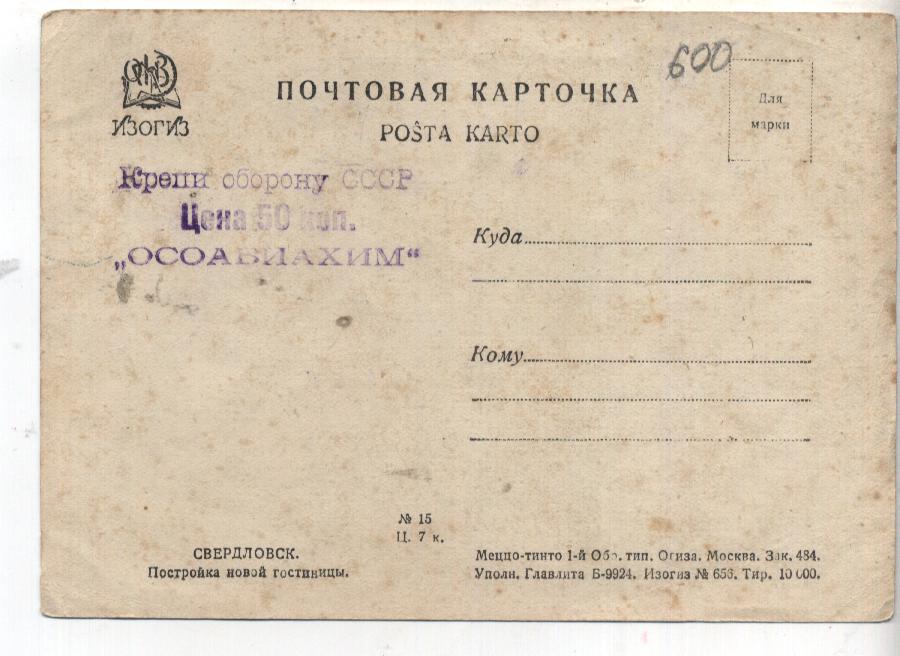 ИЗОГИЗ
ПОЧТОВАЯ КАРТОЧКА
POŜTA KARTO
600
Для
марки
Крепи оборону СССР
Цена 50 коп.
„ОСОАВИАХИМ“
Куда
Кому
№ 15
Ц. 7 к.
СВЕРДЛОВСК.
Постройка новой гостиницы.
Меццо-тинто 1-й Обр. тип. Огиза. Москва. Зак. 484.
Уполн. Главлита Б-9924. Изогиз № 656. Тир. 10 000.